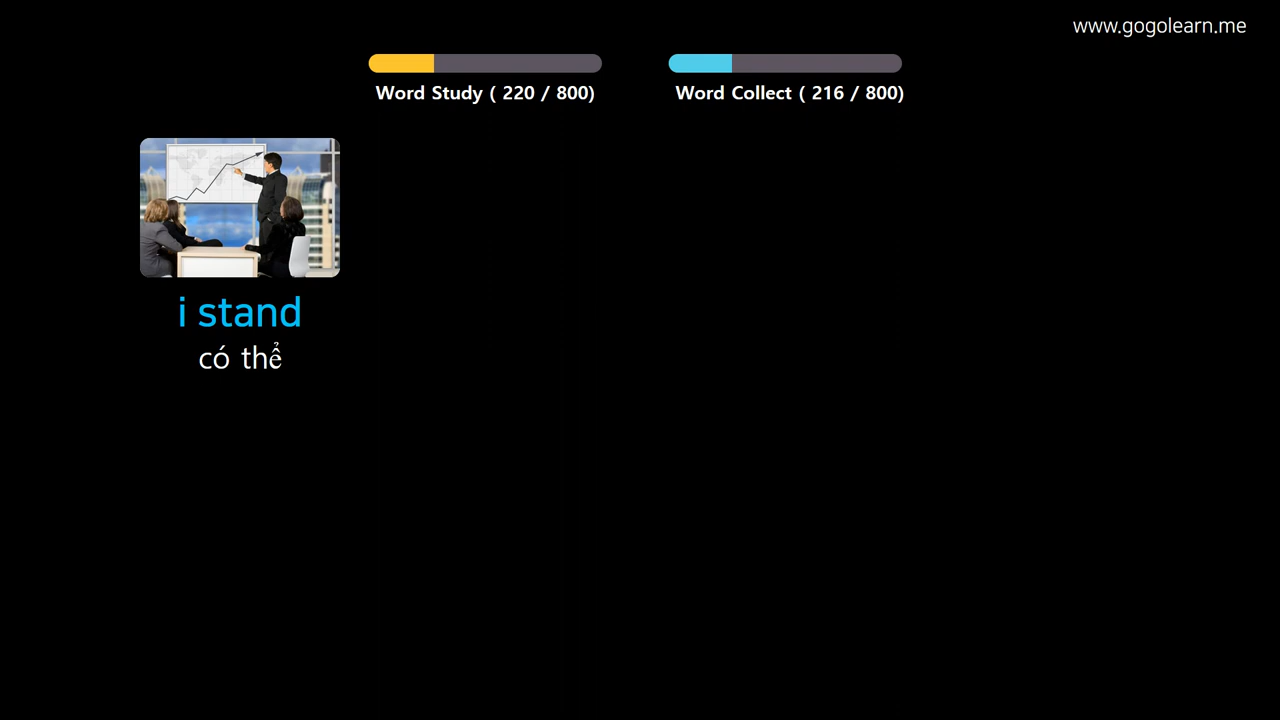 www.gogolearn.me
Word Study ( 220 / 800)
Word Collect ( 216 / 800)
i stand
có thể